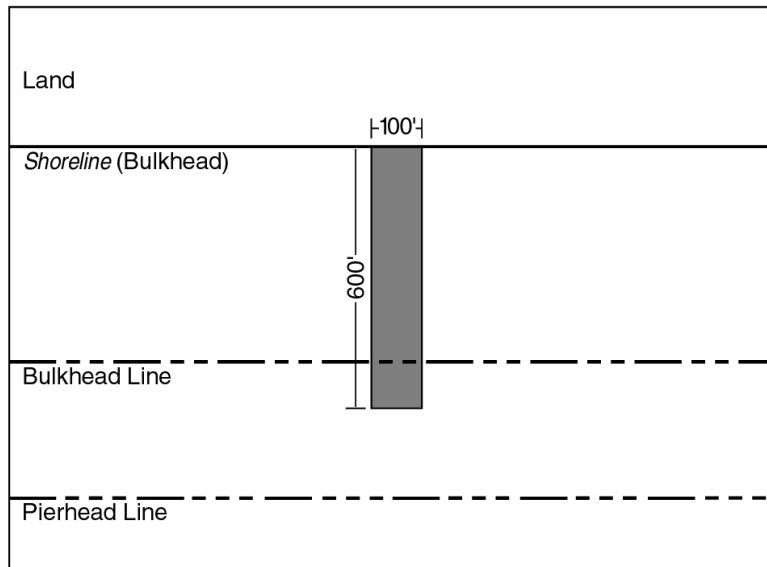 Land
100'
Shoreline (Bulkhead)
600'
Bulkhead Line
Pierhead Line